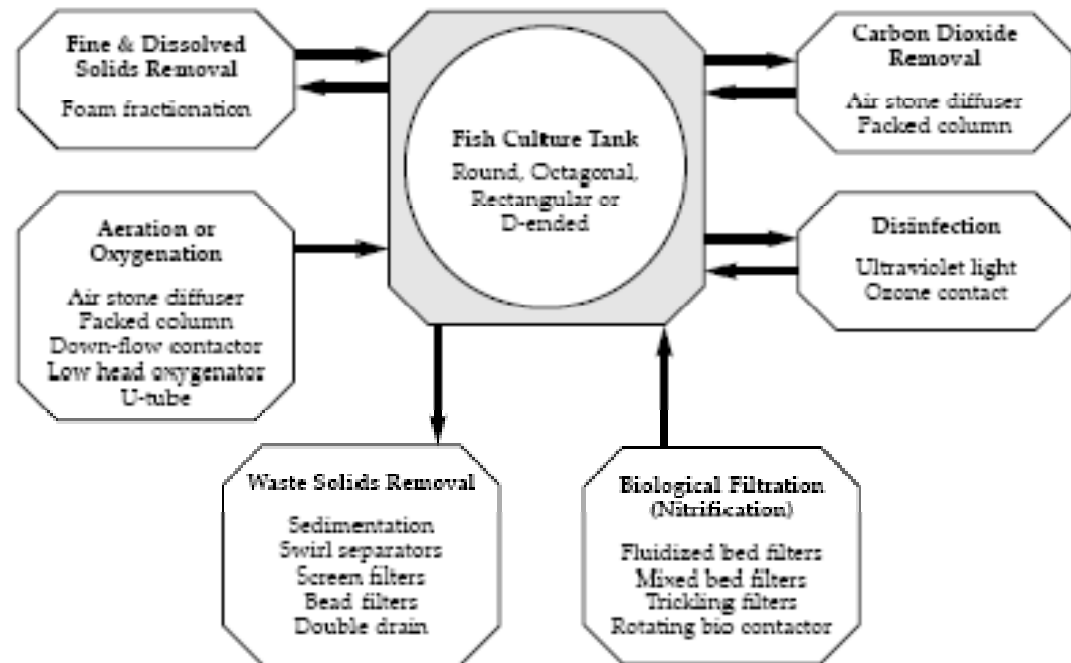 Fine & Dissolved
Solids Removal
Foam fractionation
Fish Culture Tank
Round, Octagonal,
Rectangular or
D-ended
Carbon Dioxide
Removal
Air stone diffuser
Packed column
Aeration or
Oxygenation
Air stone diffuser
Packed column
Down-flow contactor
Low head oxygenator
U-tube
Disinfection
Ultraviolet light
Ozone contact
Waste Solids Removal
Sedimentation
Swirl separators
Screen filters
Bead filters
Double drain
Biological Filtration
(Nitrification)
Fluidized bed filters
Mixed bed filters
Trickling filters
Rotating bio contactor